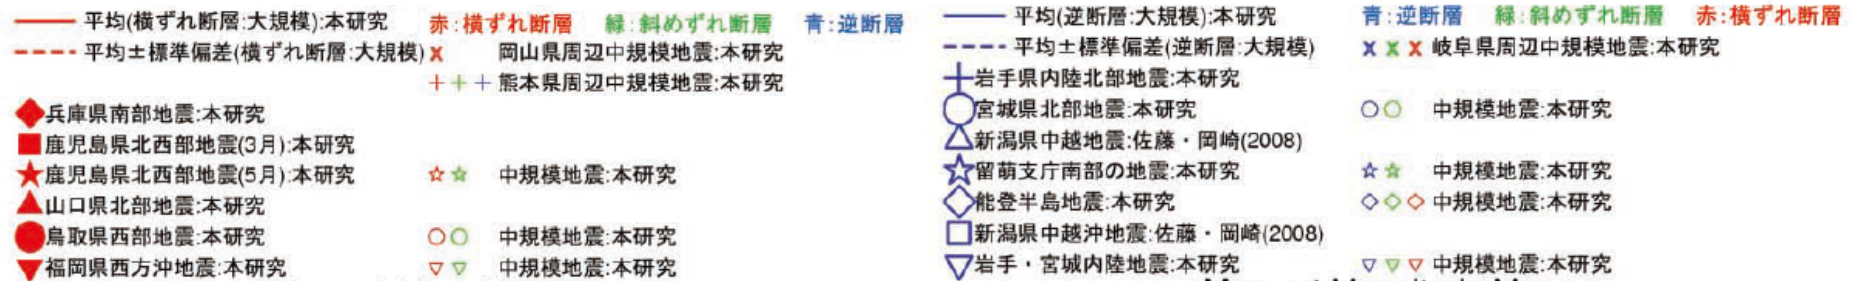 平均(横ずれ断層:大規模):本研究 赤:横ずれ断層 緑:斜めずれ断層 青:逆断層
平均±標準偏差(横ずれ断層:大規模) 岡山県周辺中規模地震:本研究
熊本県周辺中規模地震:本研究
兵庫県南部地震:本研究
鹿児島県北西部地震(3月):本研究
鹿児島県北西部地震(5月):本研究 中規模地震:本研究
山口県北部地震:本研究
鳥取県西部地震:本研究 中規模地震:本研究
福岡県西方沖地震:本研究 中規模地震:本研究
平均(逆断層:大規模):本研究 青:逆断層 緑:斜めずれ断層 赤:横ずれ断層
平均±標準偏差(逆断層:大規模) 岐阜県周辺中規模地震:本研究
岩手県内陸北部地震:本研究
宮城県北部地震:本研究 中規模地震:本研究
新潟県中越地震:佐藤・岡崎(2008)
留萌支庁南部の地震:本研究 中規模地震:本研究
能登半島地震:本研究 中規模地震:本研究
新潟県中越沖地震:佐藤・岡崎(2008)
岩手・宮城内陸地震:本研究 中規模地震:本研究